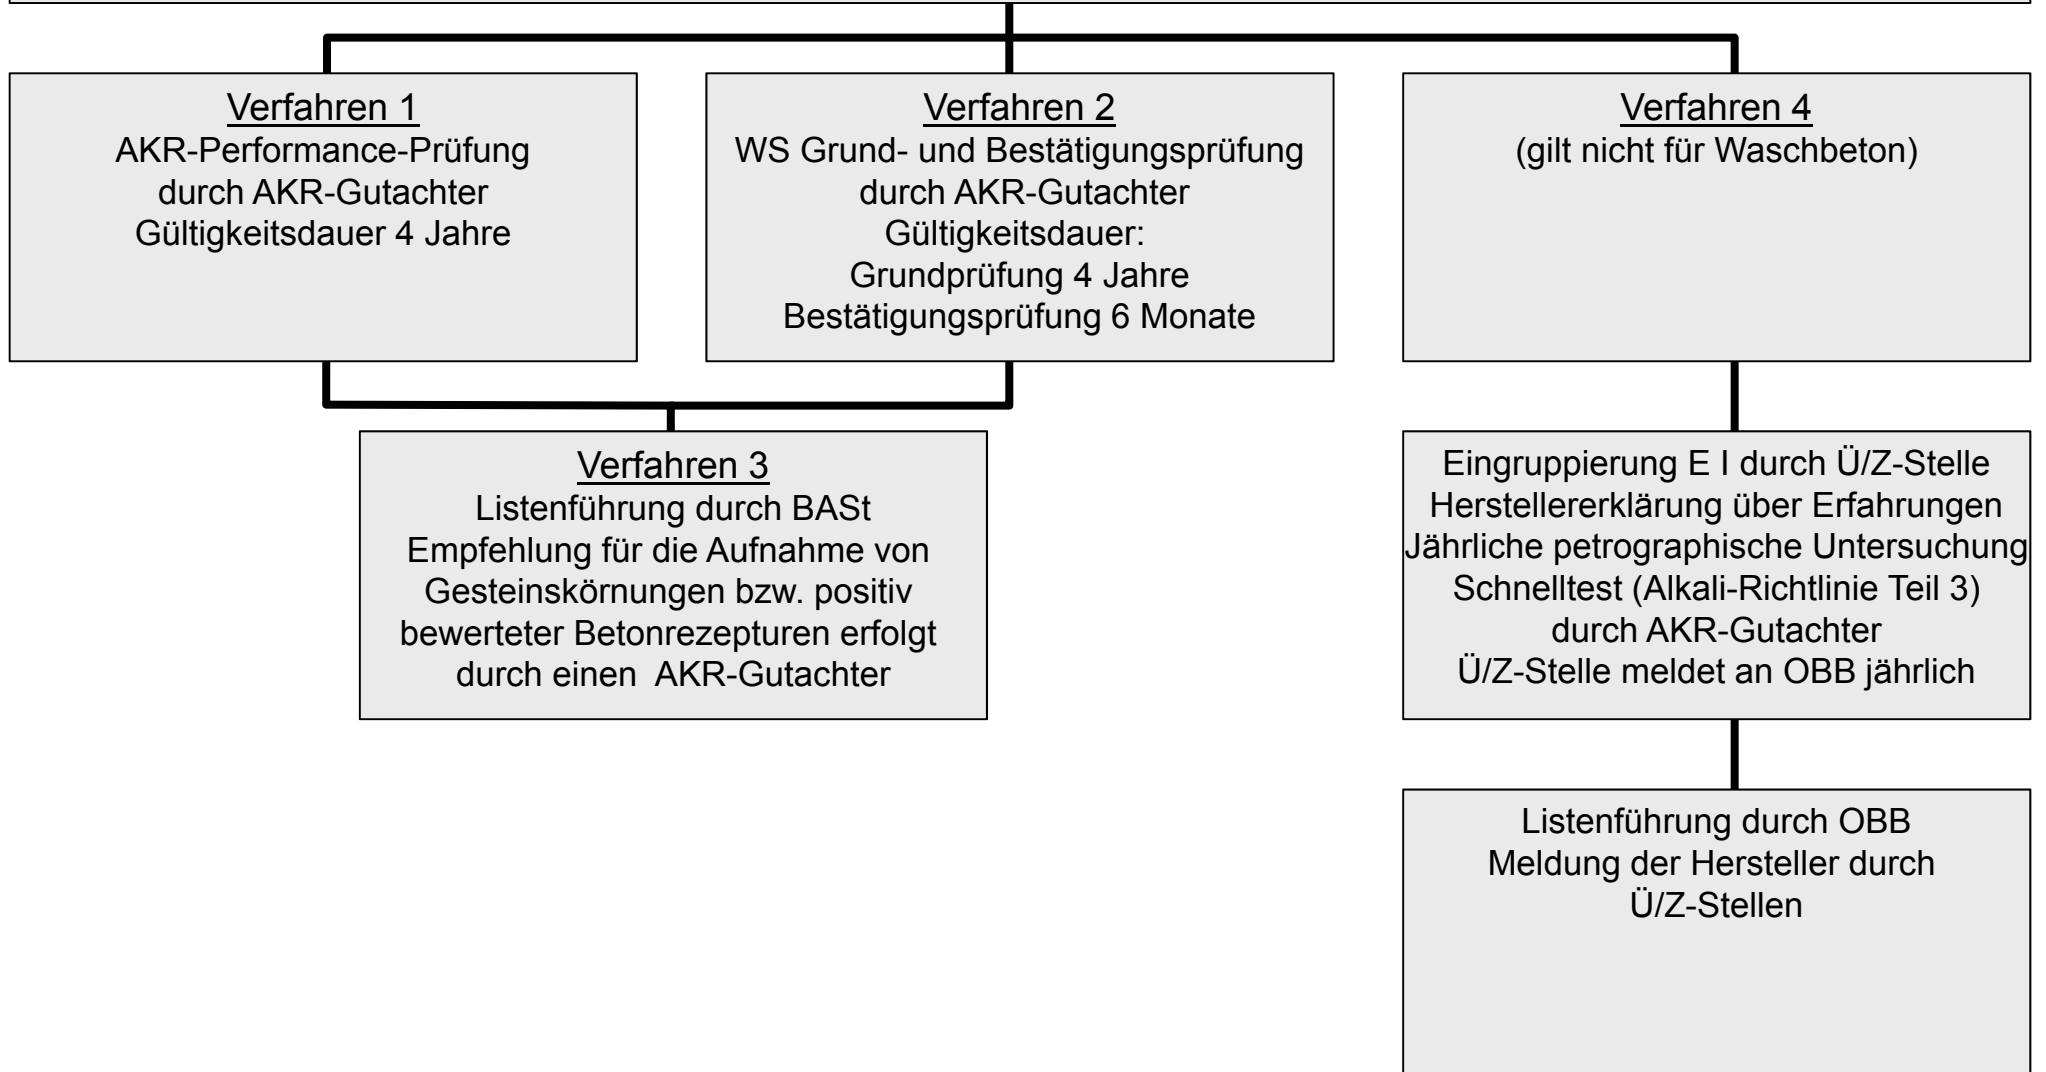 Verfahren 1
AKR-Performance-Prüfung
durch AKR-Gutachter
Gültigkeitsdauer 4 Jahre
Verfahren 2
WS Grund- und Bestätigungsprüfung
durch AKR-Gutachter
Gültigkeitsdauer:
Grundprüfung 4 Jahre
Bestätigungsprüfung 6 Monate
Verfahren 4
(gilt nicht für Waschbeton)
Verfahren 3
Listenführung durch BASt
Empfehlung für die Aufnahme von
Gesteinskörnungen bzw. positiv
bewerteter Betonrezepturen erfolgt
durch einen AKR-Gutachter
Eingruppierung E I durch Ü/Z-Stelle
Herstellererklärung über Erfahrungen
Jährliche petrographische Untersuchung
Schnelltest (Alkali-Richtlinie Teil 3)
durch AKR-Gutachter
Ü/Z-Stelle meldet an OBB jährlich
Listenführung durch OBB
Meldung der Hersteller durch
Ü/Z-Stellen